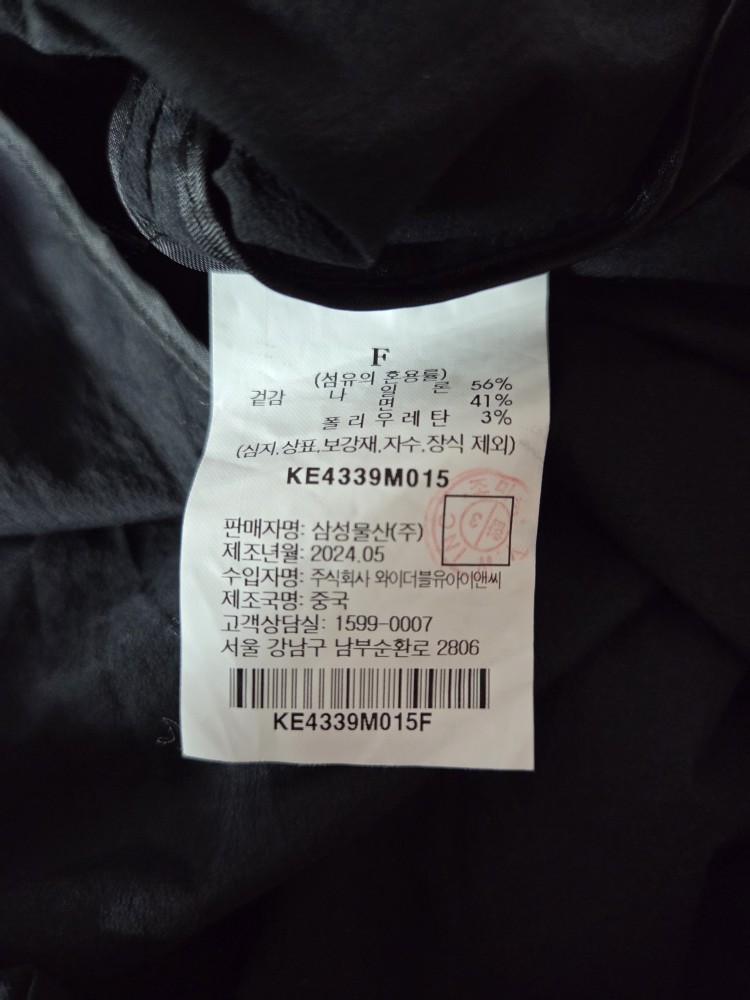 F
(섬유의 혼용률)
겉감 나 일 론 56%
면 41%
폴 리 우 레 탄 3%
(심지,상표,보강재,자수,장식 제외)
KE4339M015
판매자명: 삼성물산(주)
제조년월: 2024.05
수입자명: 주식회사 와이더블유아이앤씨
제조국명: 중국
고객상담실: 1599-0007
서울 강남구 남부순환로 2806
KE4339M015F